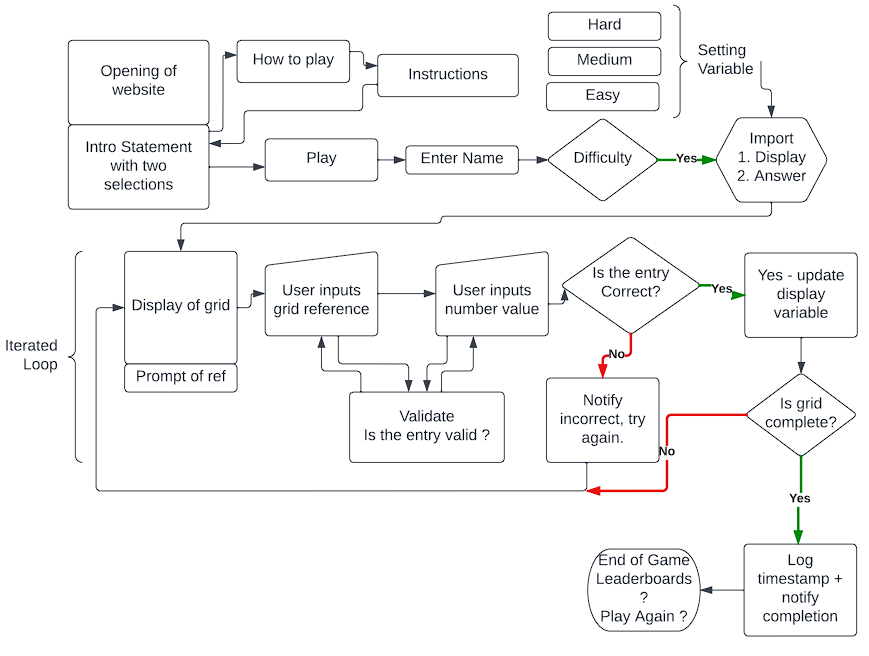 Opening of
website
How to play
Instructions
Hard
Medium
Easy
Setting
Variable
Intro Statement
with two
selections
Play
Enter Name
Difficulty
Yes
Import
1. Display
2. Answer
Iterated
Loop
Display of grid
Prompt of ref
User inputs
grid reference
User inputs
number value
Is the entry
Correct?
Yes
Yes - update
display
variable
No
Validate
Is the entry valid ?
Notify
incorrect, try
again.
Is grid
complete?
No
Yes
Log
timestamp +
notify
completion
End of Game
Leaderboards
?
Play Again ?